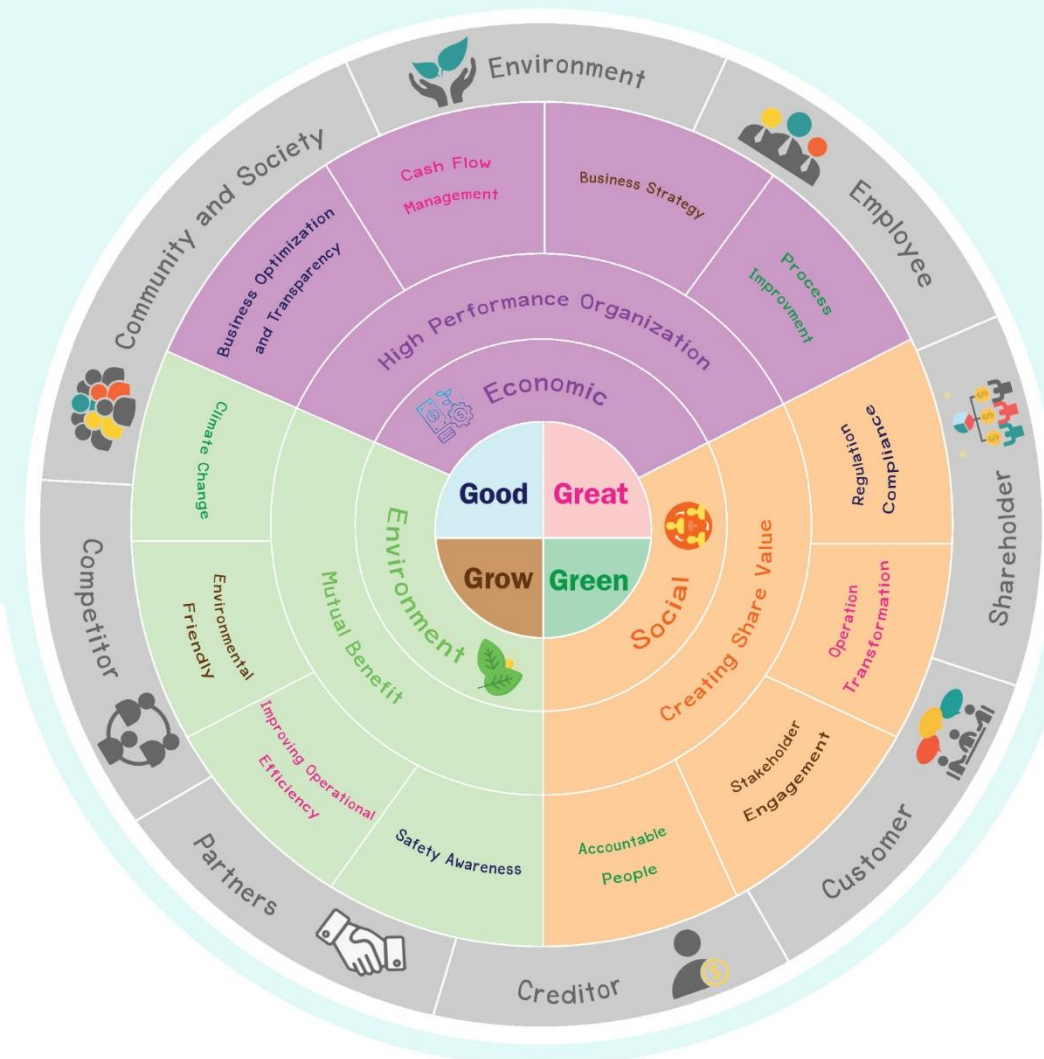 Environment
Employee
Shareholder
Customer
Creditor
Partners
Competitor
Community and Society
Cash Flow
Management
Business Strategy
Process
Improvment
Business Optimization
and Transparency
High Performance Organization
Economic
Regulation
Compliance
Operation
Transformation
Stakeholder
Engagement
Accountable
People
Creating Share Value
Social
Safety Awareness
Improving Operational
Efficiency
Environmental
Friendly
Climate Change
Mutual Benefit
Environment
Good
Great
Grow
Green